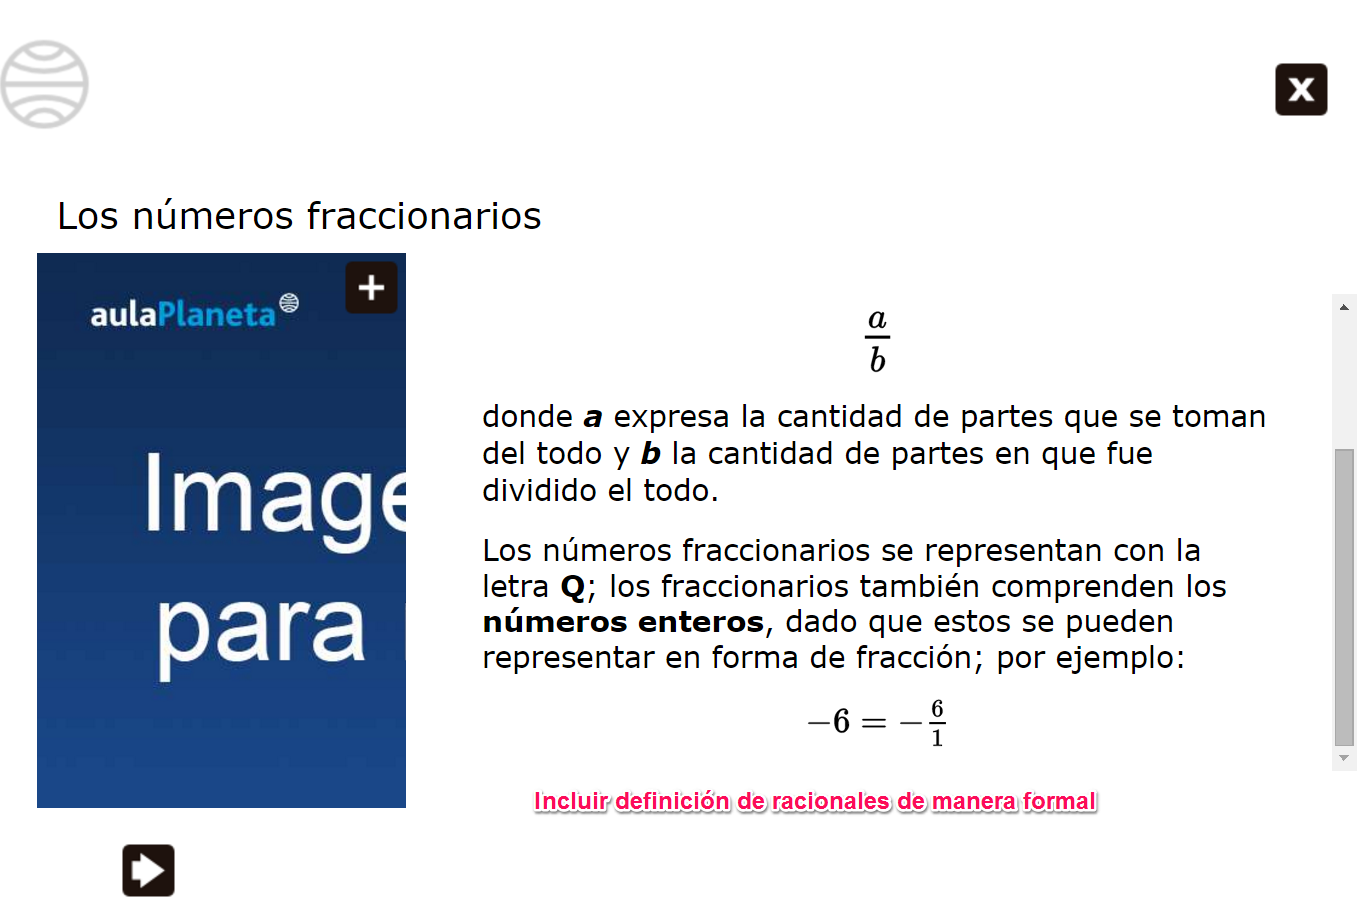 X
Los números fraccionarios
aulaPlaneta
+
Image
para
a
b
donde a expresa la cantidad de partes que se toman
del todo y b la cantidad de partes en que fue
dividido el todo.
Los números fraccionarios se representan con la
letra Q; los fraccionarios también comprenden los
números enteros, dado que estos se pueden
representar en forma de fracción; por ejemplo:
−6 = −6/1
Incluir definición de racionales de manera formal